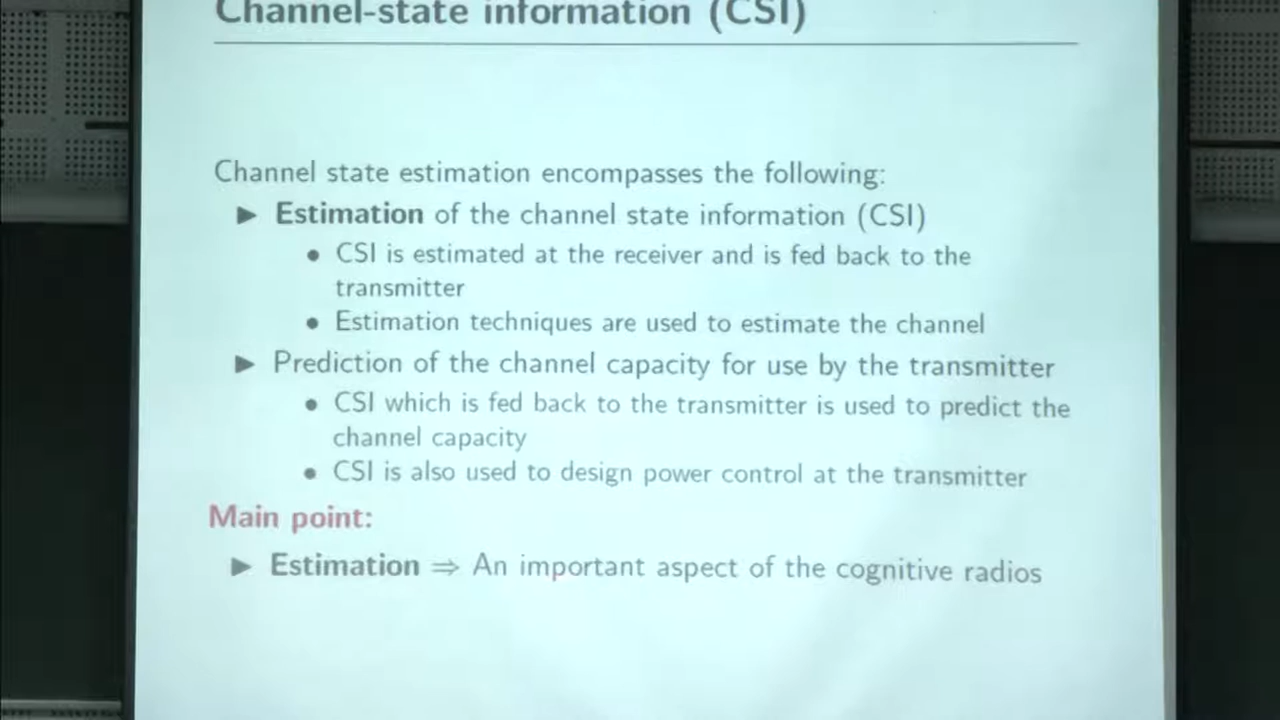 Channel-state information (CSI)
Channel state estimation encompasses the following:
▶ Estimation of the channel state information (CSI)
• CSI is estimated at the receiver and is fed back to the
transmitter
• Estimation techniques are used to estimate the channel
▶ Prediction of the channel capacity for use by the transmitter
• CSI which is fed back to the transmitter is used to predict the
channel capacity
• CSI is also used to design power control at the transmitter
Main point:
▶ Estimation ⇒ An important aspect of the cognitive radios